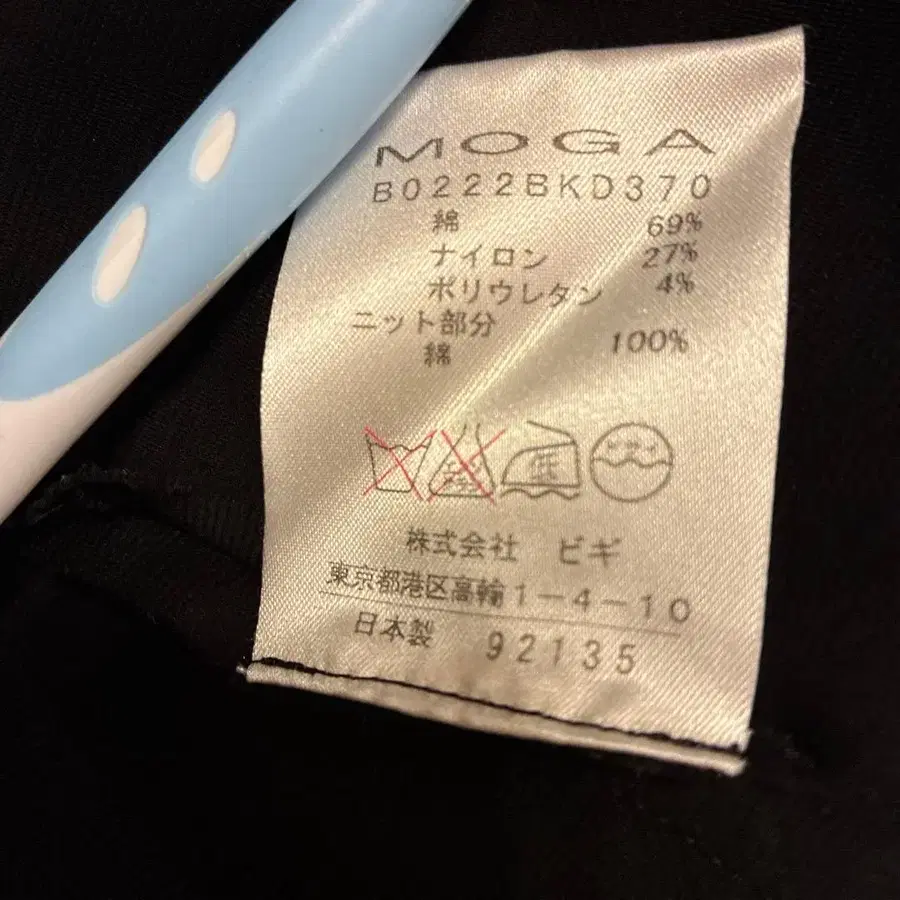 MOGA
B0222BKD370
綿 69%
ナイロン 27%
ポリウレタン 4%
ニット部分
綿 100%
低
株式会社 ビギ
東京都港区高輪1-4-10
日本製 92135